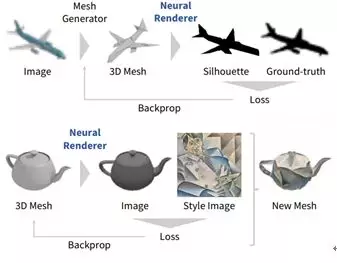 Mesh Generator
Neural Renderer
Image
3D Mesh
Silhouette
Ground-truth
Backprop
Loss
Neural Renderer
3D Mesh
Image
Style Image
New Mesh
Backprop
Loss